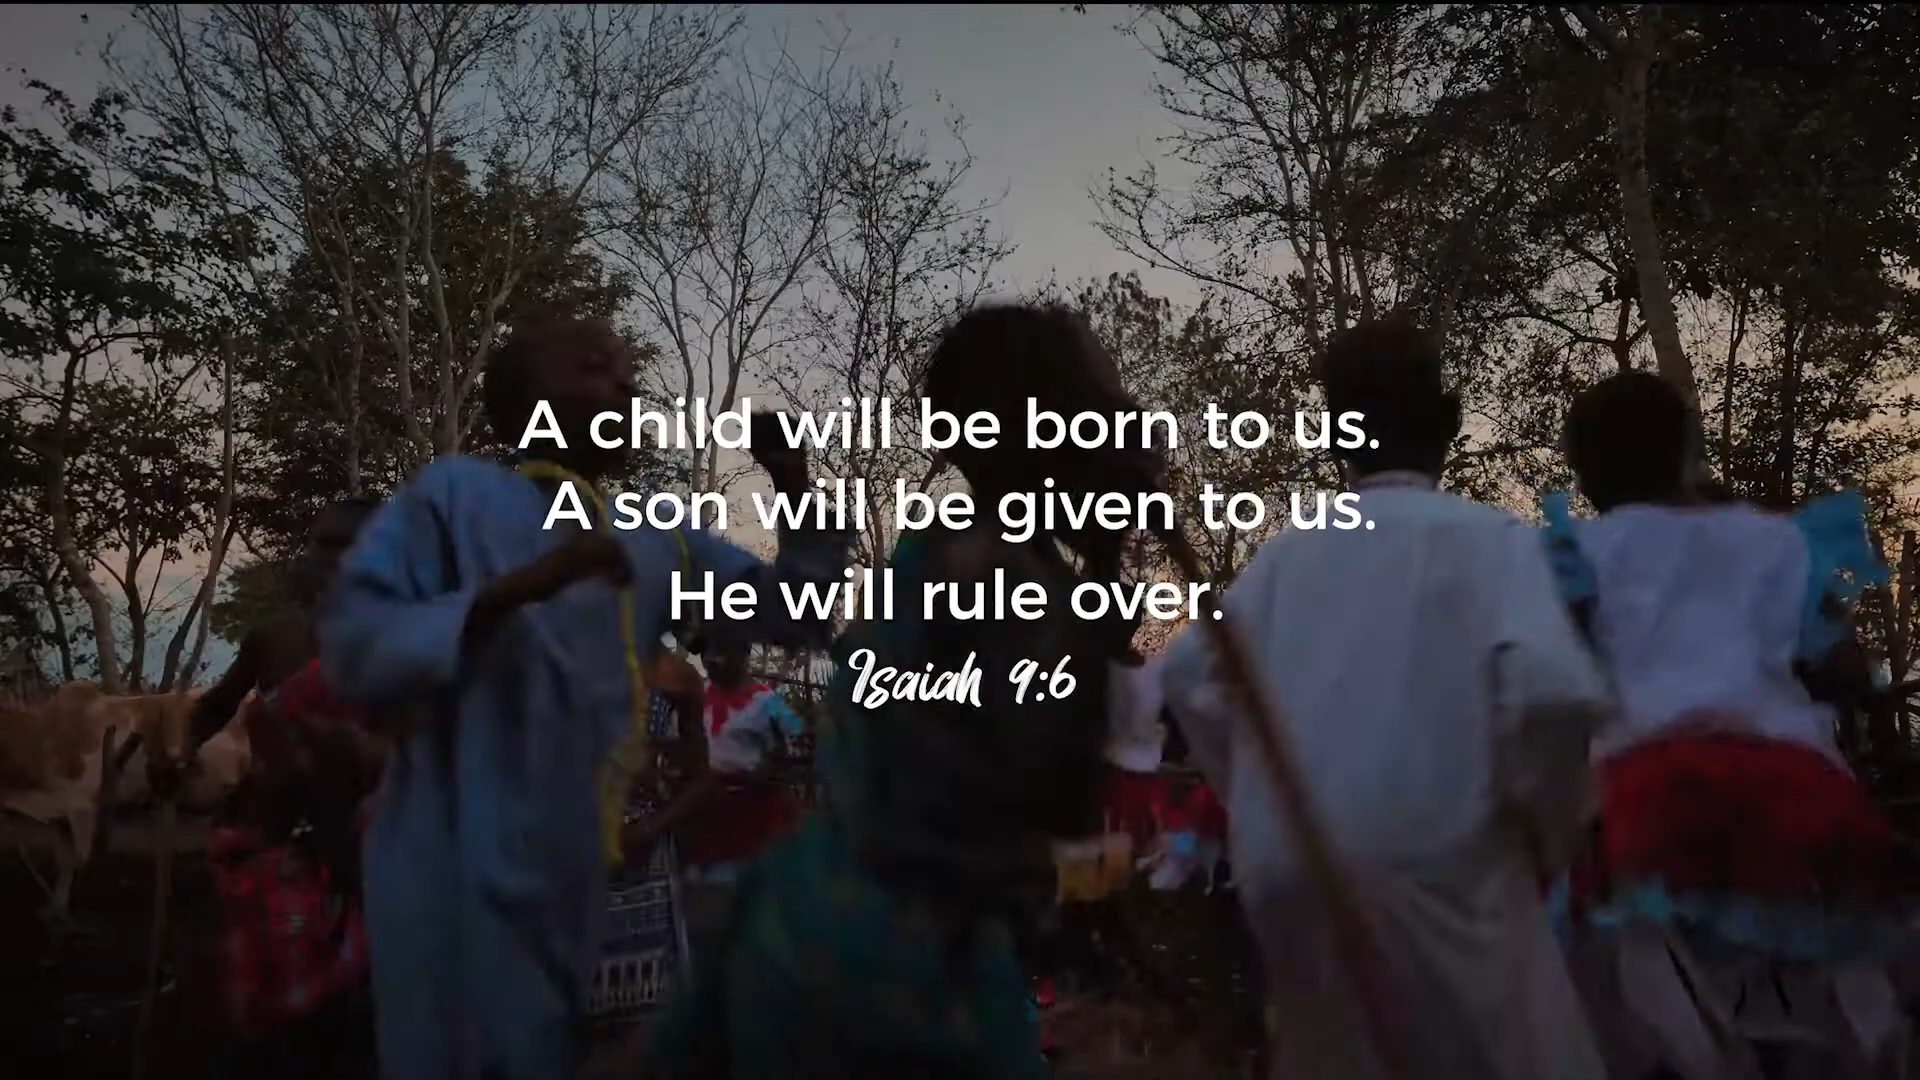 A child will be born to us.
A son will be given to us.
He will rule over.
Isaiah 9:6